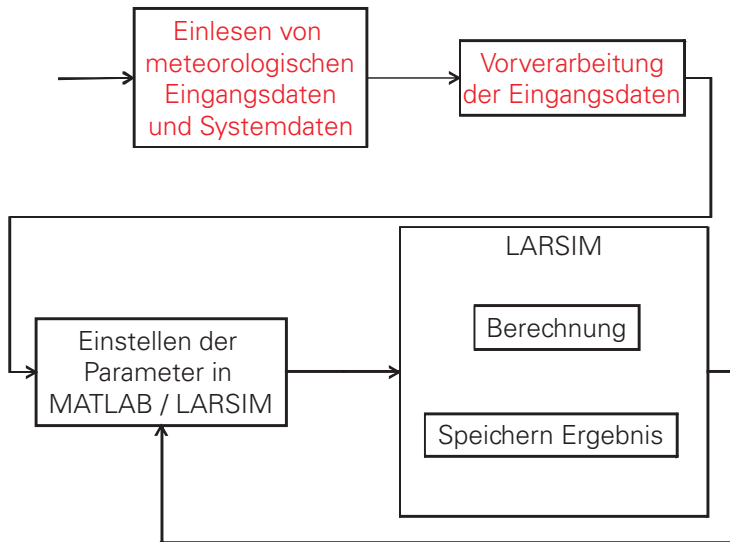 Einlesen von
meteorologischen
Eingangsdaten
und Systemdaten
Vorverarbeitung
der Eingangsdaten
LARSIM
Berechnung
Einstellen der
Parameter in
MATLAB / LARSIM
Speichern Ergebnis